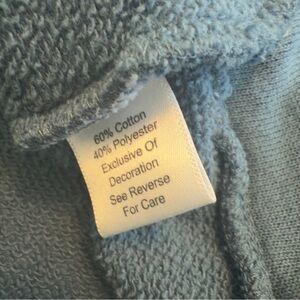 60% Cotton
40% Polyester
Exclusive Of
Decoration
See Reverse
For Care